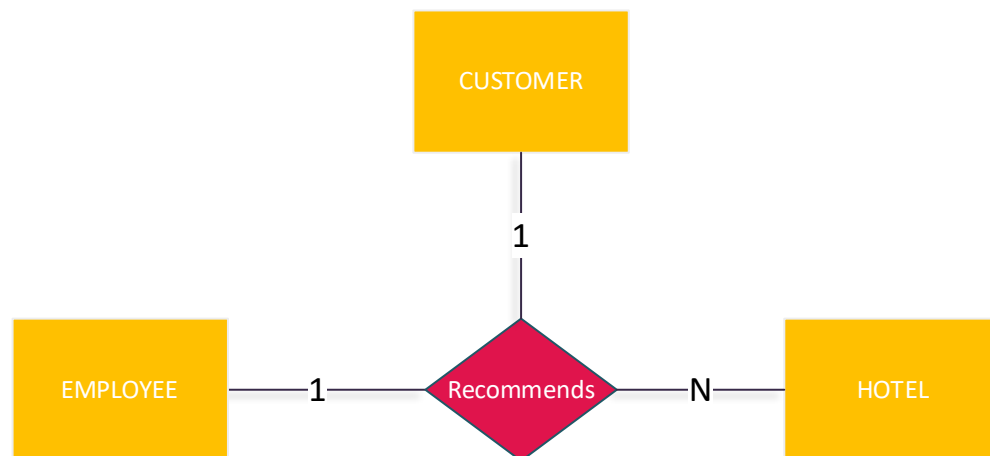 CUSTOMER
1
EMPLOYEE
1
Recommends
N
HOTEL